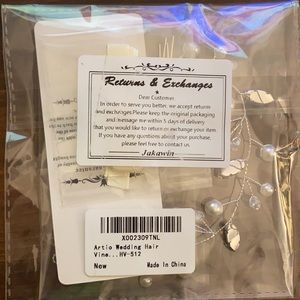 Returns & Exchanges
Dear Customer
In order to serve you better, we accept return
and exchanges.Please keep the original packaging
and message me within 5 days of delivery
that you would like to return or exchange your item
If you have any questions about your purchase
please feel free to contact us.
Jakawin
X002309TNL
Artio Wedding Hair
Vine...HV-512
New Made In China